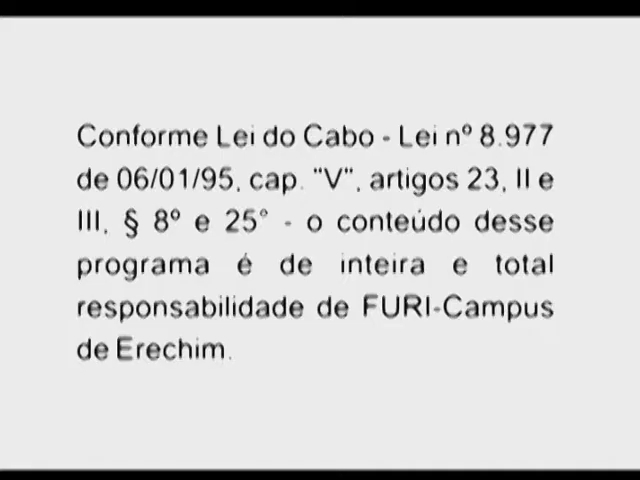 Conforme Lei do Cabo - Lei nº 8.977
de 06/01/95, cap. "V", artigos 23, II e
III, § 8º e 25° - o conteúdo desse
programa é de inteira e total
responsabilidade de FURI-Campus
de Erechim.